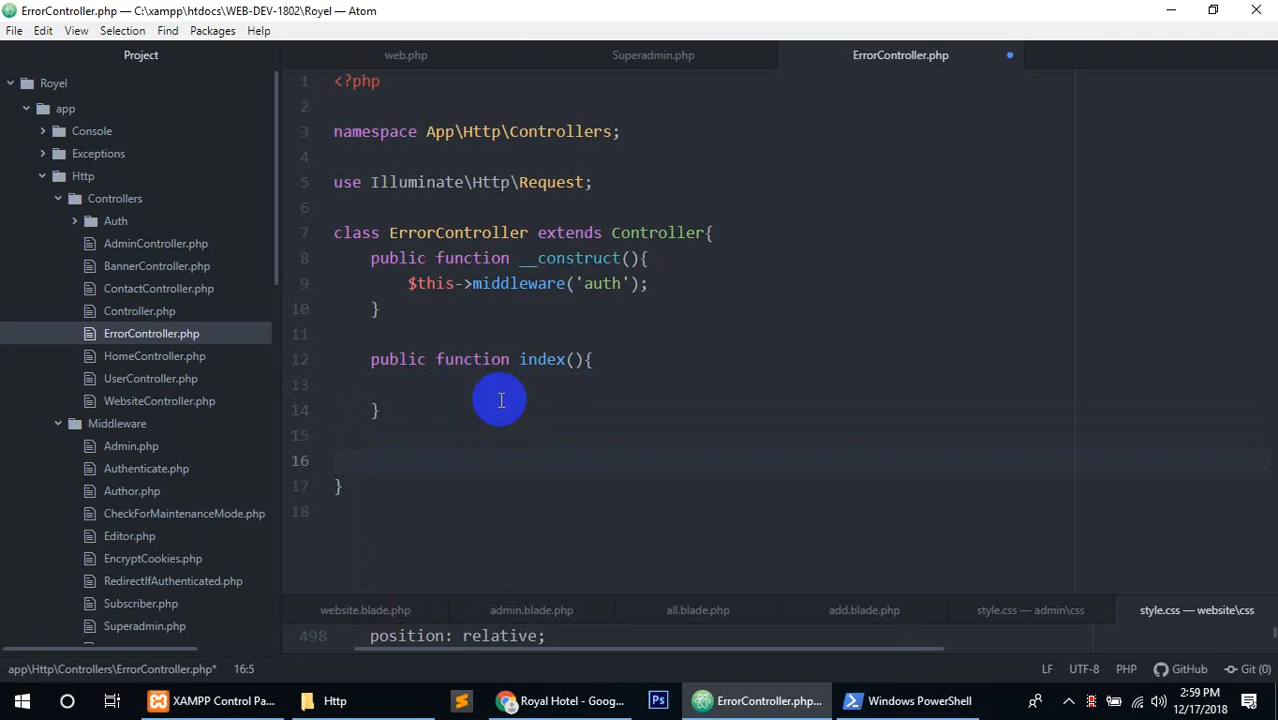 ErrorController.php — C:\xampp\htdocs\WEB-DEV-1802\Royel — Atom
File Edit View Selection Find Packages Help
Project
web.php
Superadmin.php
ErrorController.php
Royel
app
Console
Exceptions
Http
Controllers
Auth
AdminController.php
BannerController.php
ContactController.php
Controller.php
ErrorController.php
HomeController.php
UserController.php
WebsiteController.php
Middleware
Admin.php
Authenticate.php
Author.php
CheckForMaintenanceMode.php
Editor.php
EncryptCookies.php
RedirectIfAuthenticated.php
Subscriber.php
Superadmin.php
1 <?php
2
3 namespace App\Http\Controllers;
4
5 use Illuminate\Http\Request;
6
7 class ErrorController extends Controller{
8 public function __construct(){
9 $this->middleware('auth');
10 }
11
12 public function index(){
13
14 }
15
16
17 }
18
website.blade.php
admin.blade.php
all.blade.php
add.blade.php
style.css — admin\css
style.css — website\css
498 position: relative;
app\Http\Controllers\ErrorController.php* 16:5
LF UTF-8 PHP GitHub Git (0)
XAMPP Control Pa...
Http
Ps
Royal Hotel - Goog...
ErrorController.php...
Windows PowerShell
2:59 PM
12/17/2018